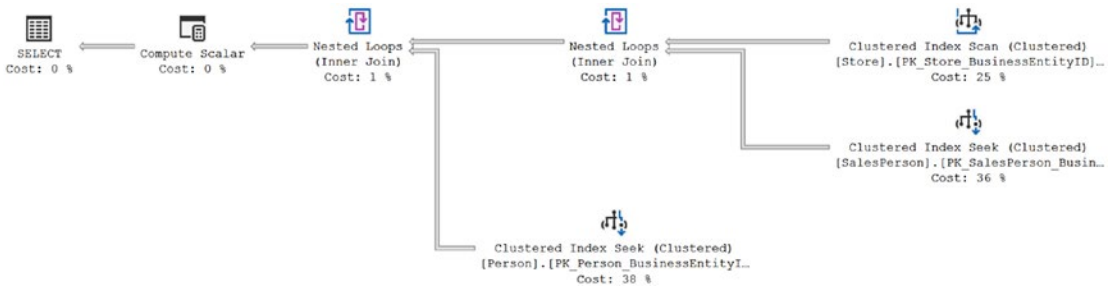 SELECT
Cost: 0 %
Compute Scalar
Cost: 0 %
Nested Loops
(Inner Join)
Cost: 1 %
Nested Loops
(Inner Join)
Cost: 1 %
Clustered Index Scan (Clustered)
[Store].[PK_Store_BusinessEntityID]…
Cost: 25 %
Clustered Index Seek (Clustered)
[SalesPerson].[PK_SalesPerson_Busin…
Cost: 36 %
Clustered Index Seek (Clustered)
[Person].[PK_Person_BusinessEntityI…
Cost: 38 %